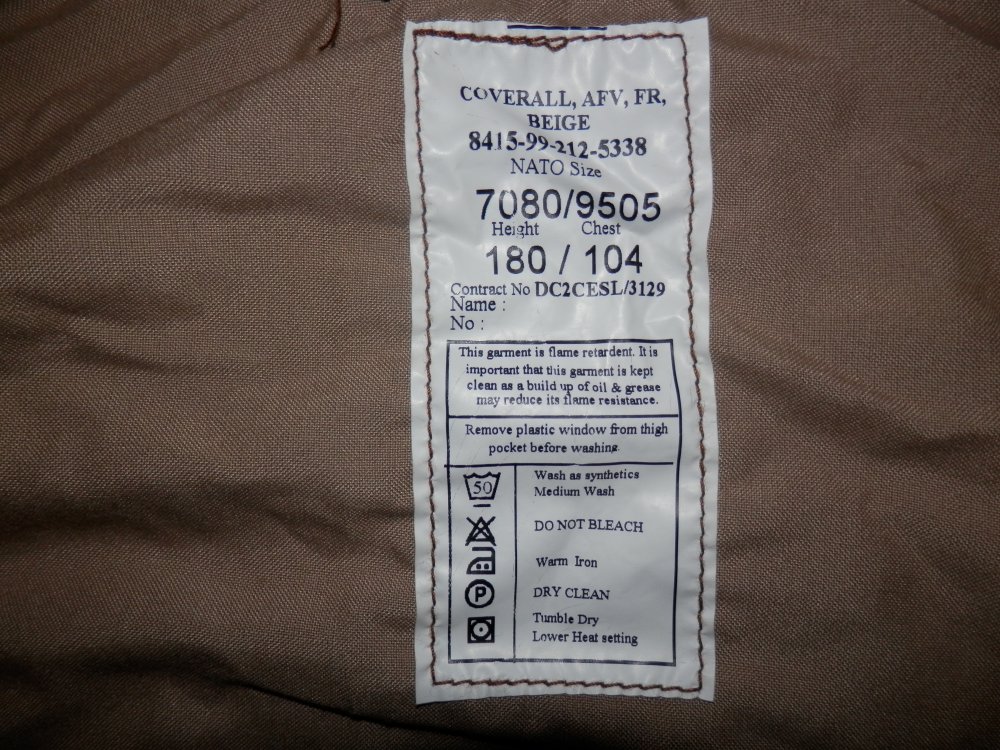 COVERALL, AFV, FR,
BEIGE
8415-99-212-5338
NATO Size
7080/9505
Height Chest
180 / 104
Contract No DC2CESL/3129
Name :
No :
This garment is flame retardent. It is
important that this garment is kept
clean as a build up of oil & grease
may reduce its flame resistance.
Remove plastic window from thigh
pocket before washing.
50 Wash as synthetics
Medium Wash
DO NOT BLEACH
Warm Iron
P DRY CLEAN
Tumble Dry
Lower Heat setting